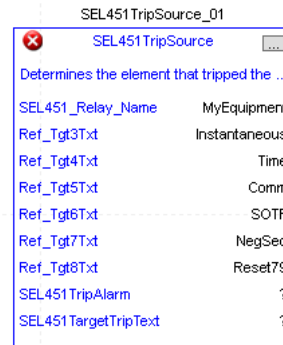 SEL451TripSource_01
SEL451TripSource ...
Determines the element that tripped the ...
SEL451_Relay_Name MyEquipmen
Ref_Tgt3Txt Instantaneous
Ref_Tgt4Txt Time
Ref_Tgt5Txt Comm
Ref_Tgt6Txt SOTF
Ref_Tgt7Txt NegSeq
Ref_Tgt8Txt Reset79
SEL451TripAlarm ?
SEL451TargetTripText ?